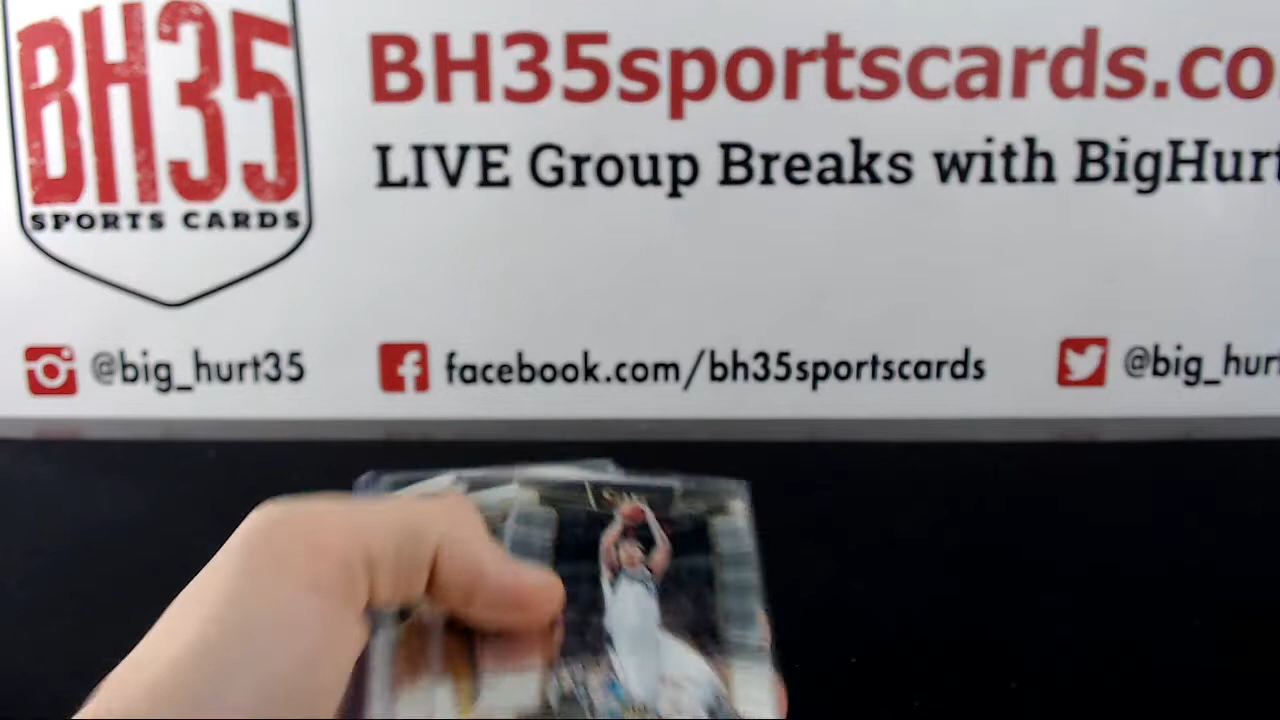 BH35
SPORTS CARDS
BH35sportscards.co
LIVE Group Breaks with BigHurt
@big_hurt35
facebook.com/bh35sportscards
@big_hur